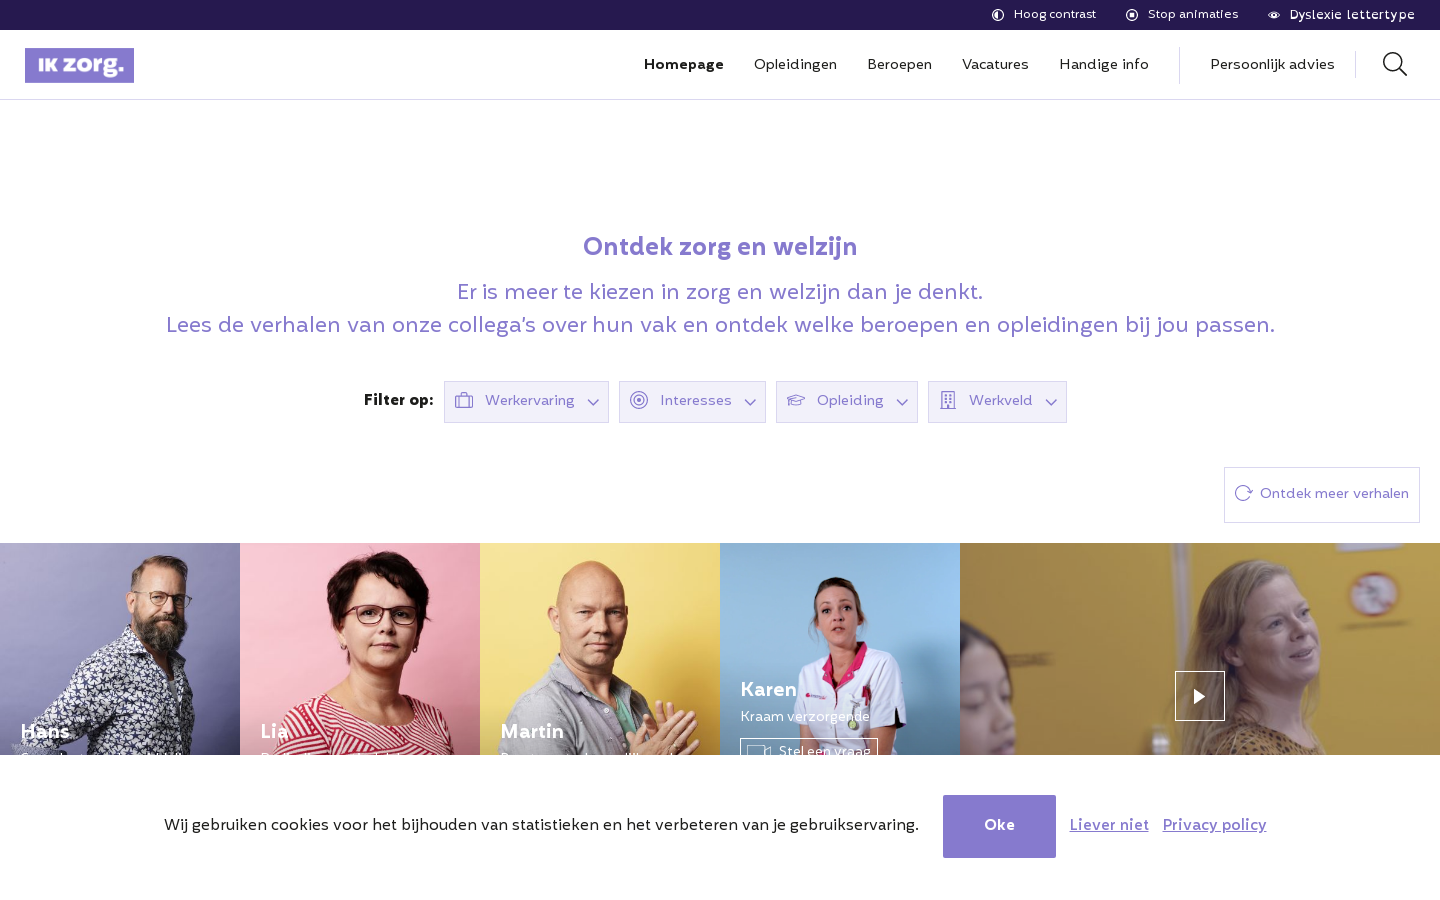 Hoog contrast
Stop animaties
Dyslexie lettertype
IK zorg.
Homepage
Opleidingen
Beroepen
Vacatures
Handige info
Persoonlijk advies
Ontdek zorg en welzijn
Er is meer te kiezen in zorg en welzijn dan je denkt.
Lees de verhalen van onze collega's over hun vak en ontdek welke beroepen en opleidingen bij jou passen.
Filter op:
Werkervaring
Interesses
Opleiding
Werkveld
Ontdek meer verhalen
Hans
Lia
Martin
Karen
Kraam verzorgende
Stel een vraag
Wij gebruiken cookies voor het bijhouden van statistieken en het verbeteren van je gebruikservaring.
Oke
Liever niet
Privacy policy